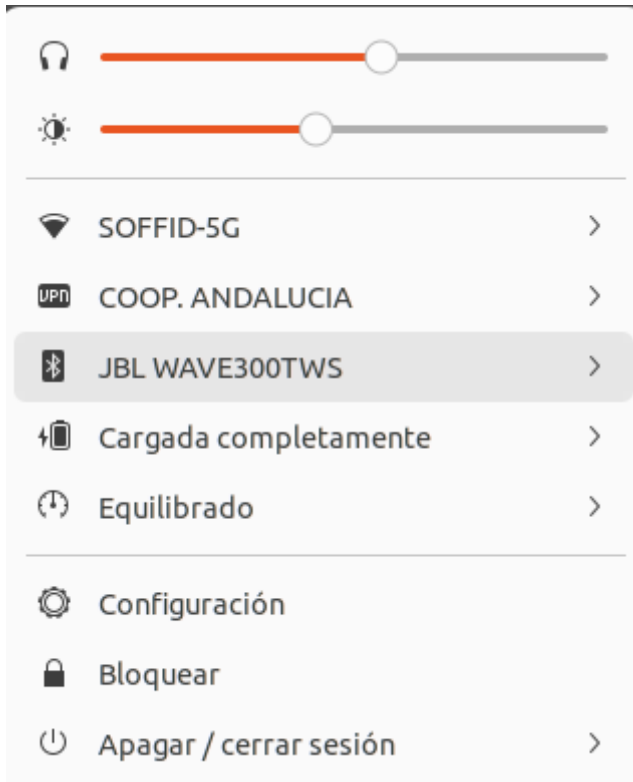 SOFFID-5G
VPN COOP. ANDALUCIA
JBL WAVE300TWS
Cargada completamente
Equilibrado
Configuración
Bloquear
Apagar / cerrar sesión